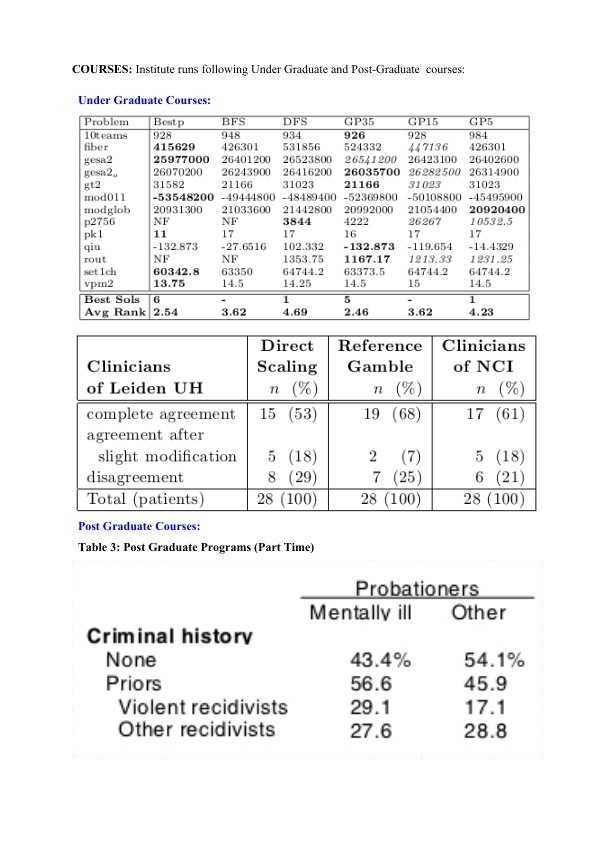 COURSES: Institute runs following Under Graduate and Post-Graduate courses:
Under Graduate Courses:
Problem Bestp BFS DFS GP35 GP15 GP5
10teams 928 948 934 926 928 984
fiber 415629 426301 531856 524332 447136 426301
gesa2 25977000 26401200 26523800 26541200 26423100 26402600
gesa2_o 26070200 26243900 26416200 26035700 26282500 26314900
gt2 31582 21166 31023 21166 31023 31023
mod011 -53548200 -49444800 -48489400 -52369800 -50108800 -45495900
modglob 20931300 21033600 21442800 20992000 21054400 20920400
p2756 NF NF 3844 4222 26267 10532.5
pk1 11 17 17 16 17 17
qiu -132.873 -27.6516 102.332 -132.873 -119.654 -14.4329
rout NF NF 1353.75 1167.17 1213.33 1231.25
set1ch 60342.8 63350 64744.2 63373.5 64744.2 64744.2
vpm2 13.75 14.5 14.25 14.5 15 14.5
Best Sols 6 - 1 5 - 1
Avg Rank 2.54 3.62 4.69 2.46 3.62 4.23
Direct Reference Clinicians
Clinicians Scaling Gamble of NCI
of Leiden UH n (%) n (%) n (%)
complete agreement 15 (53) 19 (68) 17 (61)
agreement after
slight modification 5 (18) 2 (7) 5 (18)
disagreement 8 (29) 7 (25) 6 (21)
Total (patients) 28 (100) 28 (100) 28 (100)
Post Graduate Courses:
Table 3: Post Graduate Programs (Part Time)
Probationers
Mentally ill Other
Criminal history
None 43.4% 54.1%
Priors 56.6 45.9
Violent recidivists 29.1 17.1
Other recidivists 27.6 28.8